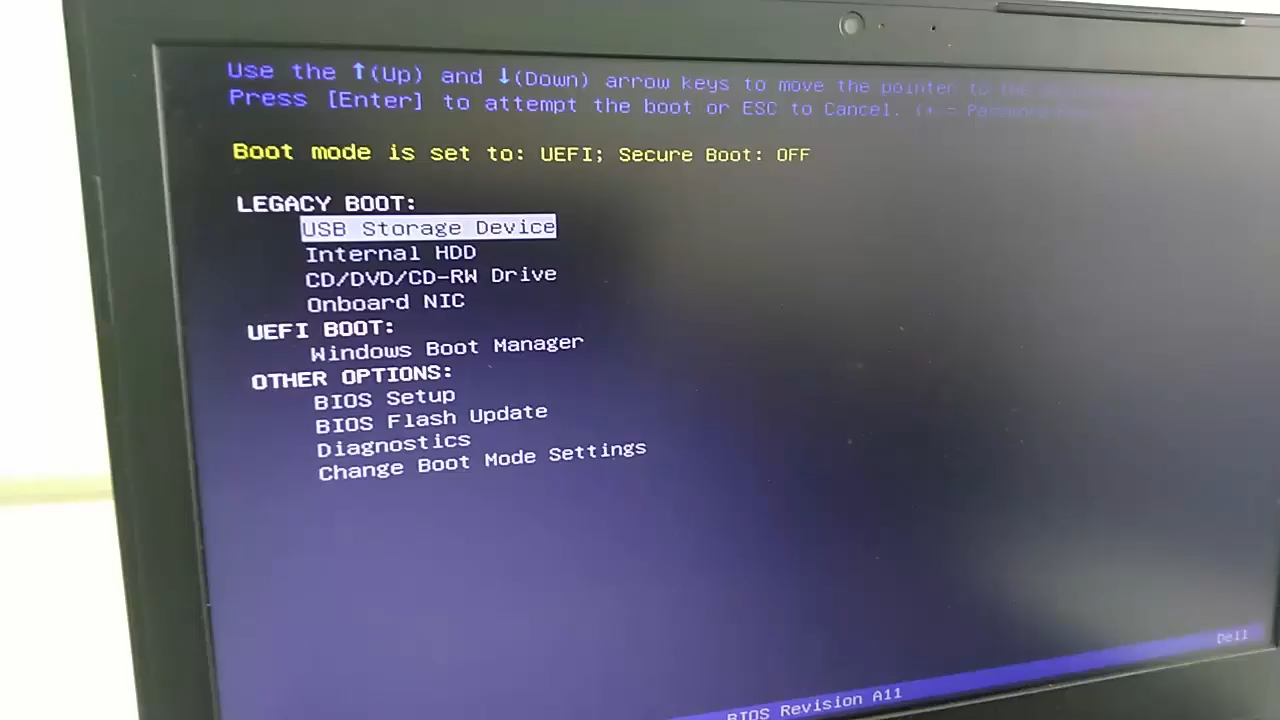 Use the ↑(Up) and ↓(Down) arrow keys to move the pointer to the
Press [Enter] to attempt the boot or ESC to Cancel. (* = Password
Boot mode is set to: UEFI; Secure Boot: OFF
LEGACY BOOT:
USB Storage Device
Internal HDD
CD/DVD/CD-RW Drive
Onboard NIC
UEFI BOOT:
Windows Boot Manager
OTHER OPTIONS:
BIOS Setup
BIOS Flash Update
Diagnostics
Change Boot Mode Settings
BIOS Revision A11
Dell